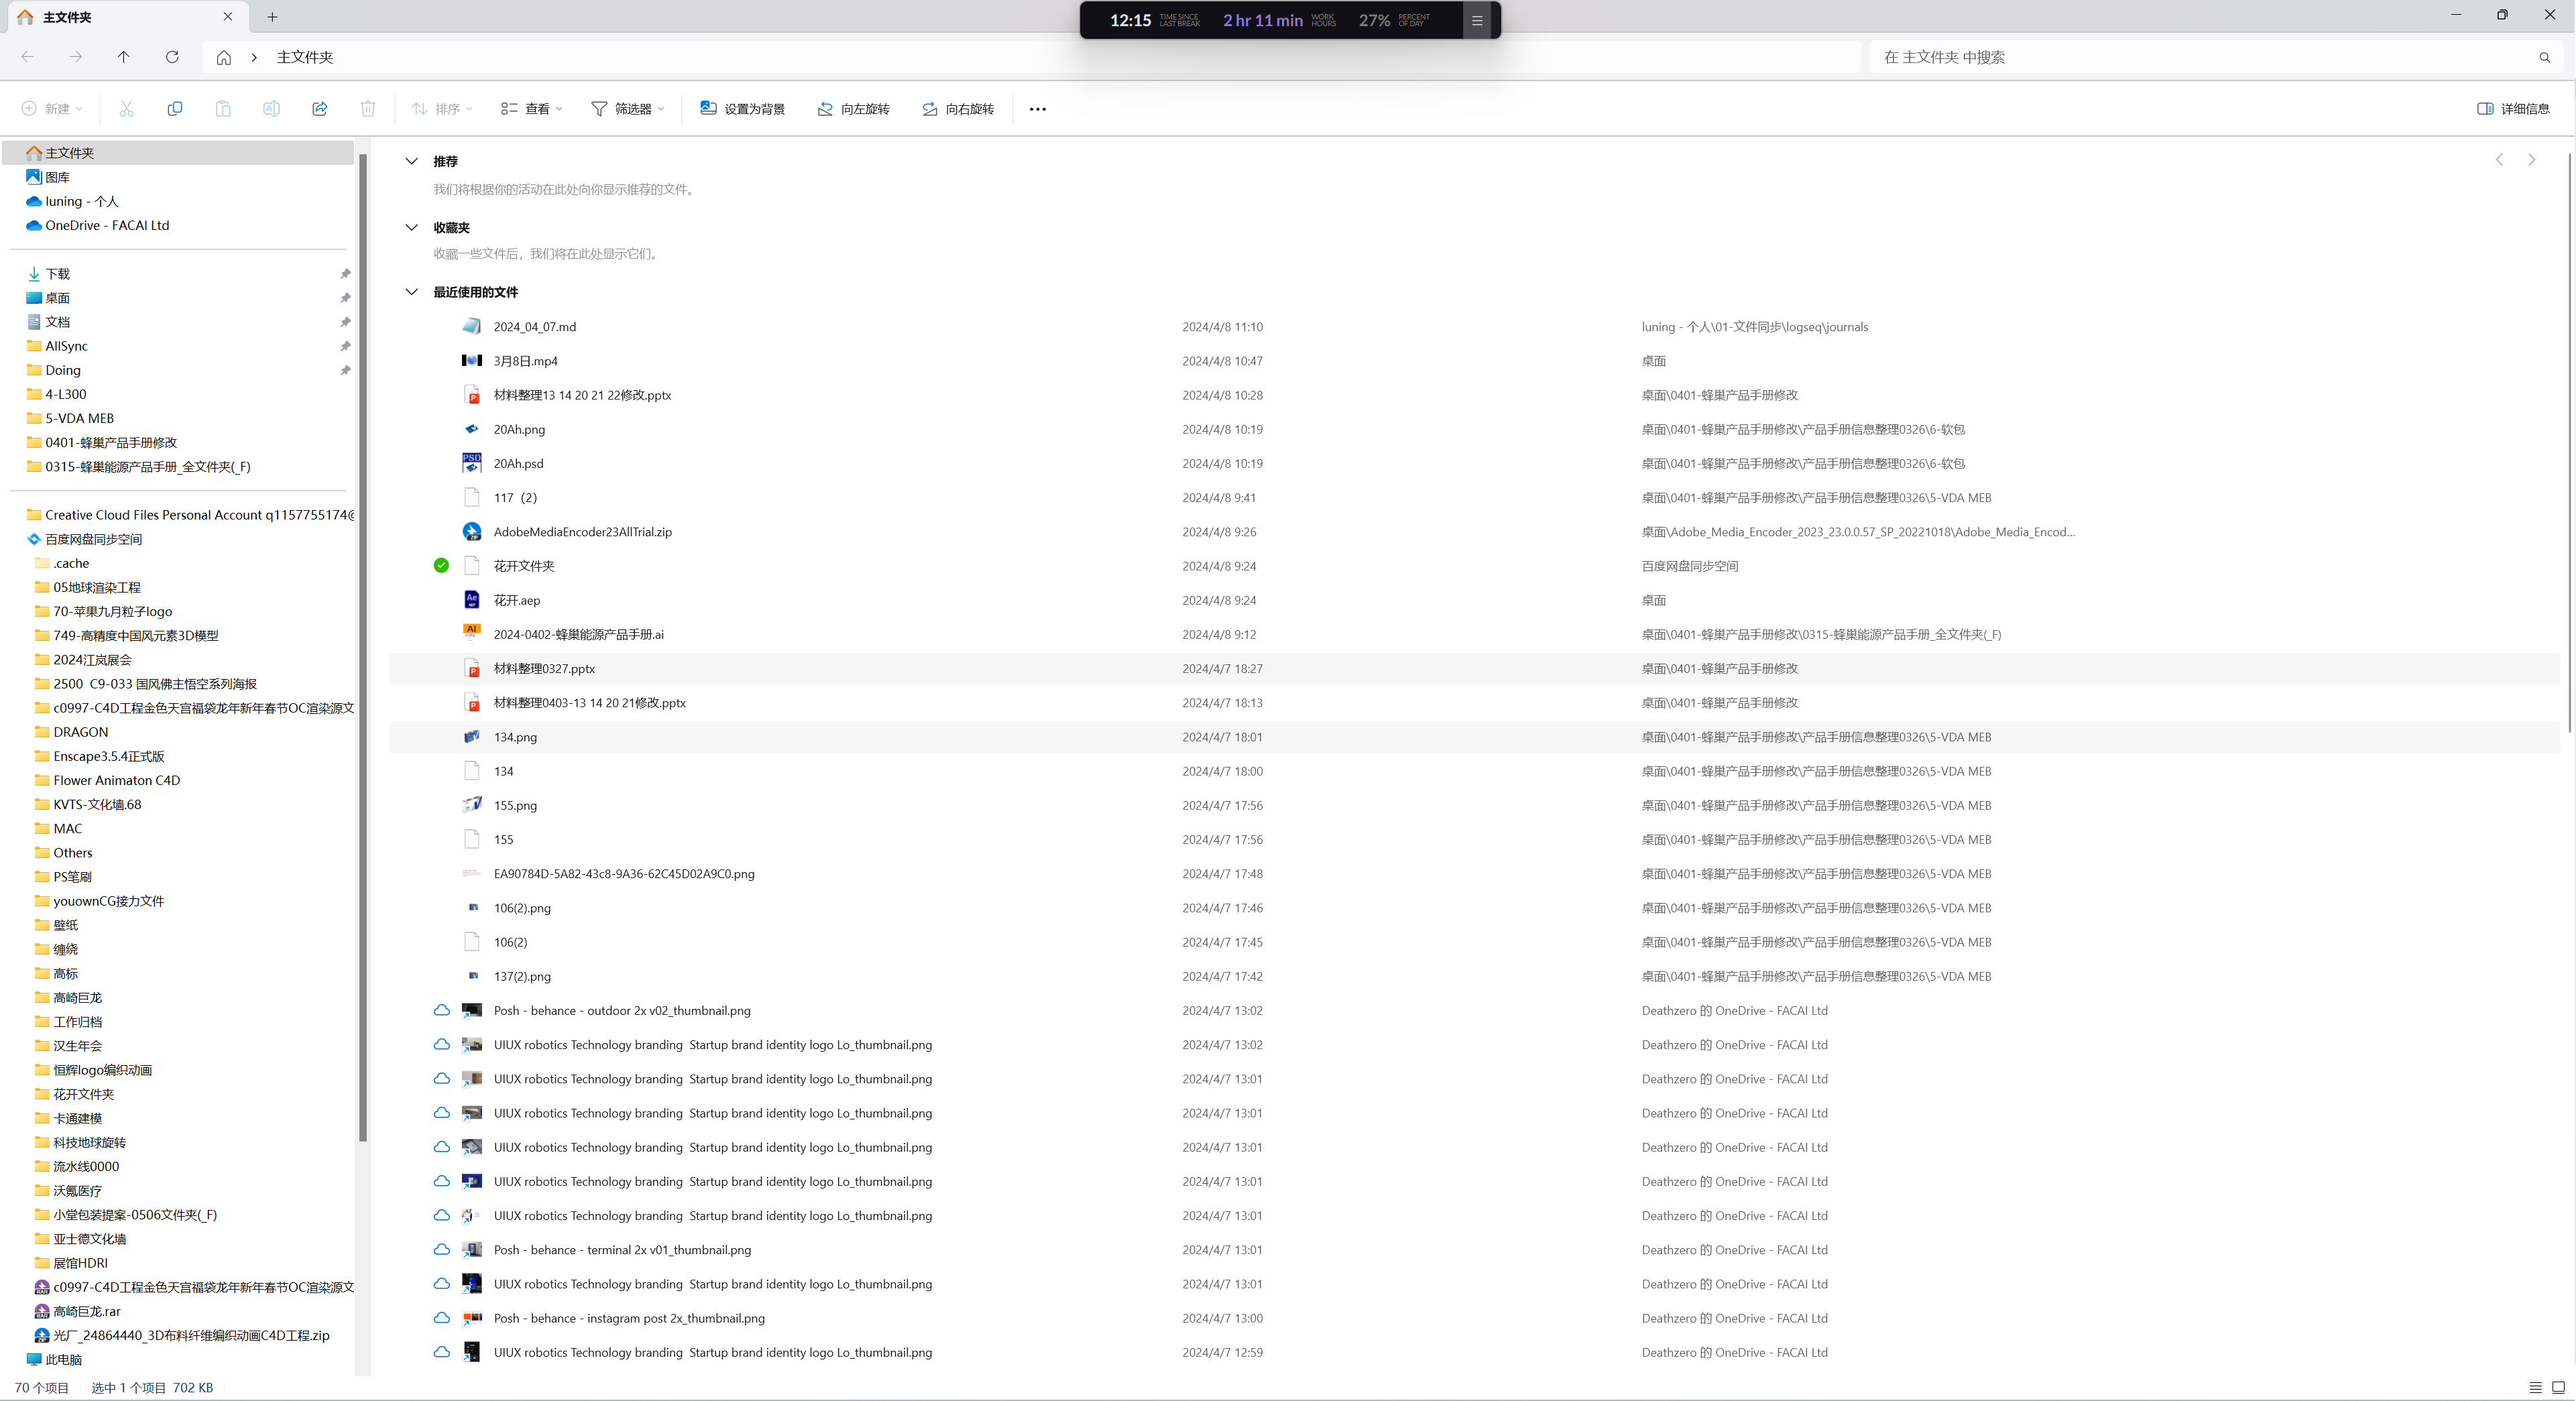 主文件夹
12:15 TIME SINCE LAST BREAK 2 hr 11 min WORK HOURS 27% PERCENT OF DAY
主文件夹
在 主文件夹 中搜索
新建 排序 查看 筛选器 设置为背景 向左旋转 向右旋转 详细信息
主文件夹
图库
luning - 个人
OneDrive - FACAI Ltd
下载
桌面
文档
AllSync
Doing
4-L300
5-VDA MEB
0401-蜂巢产品手册修改
0315-蜂巢能源产品手册_全文件夹(_F)
Creative Cloud Files Personal Account q1157755174@
百度网盘同步空间
.cache
05地球渲染工程
70-苹果九月粒子logo
749-高精度中国风元素3D模型
2024江岚展会
2500 C9-033 国风佛主悟空系列海报
c0997-C4D工程金色天宫福袋龙年新年春节OC渲染源文
DRAGON
Enscape3.5.4正式版
Flower Animaton C4D
KVTS-文化墙.68
MAC
Others
PS笔刷
youownCG接力文件
壁纸
缠绕
高标
高崎巨龙
工作归档
汉生年会
恒辉logo编织动画
花开文件夹
卡通建模
科技地球旋转
流水线0000
沃氪医疗
小堂包装提案-0506文件夹(_F)
亚士德文化墙
展馆HDRI
c0997-C4D工程金色天宫福袋龙年新年春节OC渲染源文
高崎巨龙.rar
光厂_24864440_3D布料纤维编织动画C4D工程.zip
此电脑
推荐
我们将根据你的活动在此处向你显示推荐的文件。
收藏夹
收藏一些文件后，我们将在此处显示它们。
最近使用的文件
2024_04_07.md 2024/4/8 11:10 luning - 个人\01-文件同步\logseq\journals
3月8日.mp4 2024/4/8 10:47 桌面
材料整理13 14 20 21 22修改.pptx 2024/4/8 10:28 桌面\0401-蜂巢产品手册修改
20Ah.png 2024/4/8 10:19 桌面\0401-蜂巢产品手册修改\产品手册信息整理0326\6-软包
20Ah.psd 2024/4/8 10:19 桌面\0401-蜂巢产品手册修改\产品手册信息整理0326\6-软包
117（2） 2024/4/8 9:41 桌面\0401-蜂巢产品手册修改\产品手册信息整理0326\5-VDA MEB
AdobeMediaEncoder23AllTrial.zip 2024/4/8 9:26 桌面\Adobe_Media_Encoder_2023_23.0.0.57_SP_20221018\Adobe_Media_Encod...
花开文件夹 2024/4/8 9:24 百度网盘同步空间
花开.aep 2024/4/8 9:24 桌面
2024-0402-蜂巢能源产品手册.ai 2024/4/8 9:12 桌面\0401-蜂巢产品手册修改\0315-蜂巢能源产品手册_全文件夹(_F)
材料整理0327.pptx 2024/4/7 18:27 桌面\0401-蜂巢产品手册修改
材料整理0403-13 14 20 21修改.pptx 2024/4/7 18:13 桌面\0401-蜂巢产品手册修改
134.png 2024/4/7 18:01 桌面\0401-蜂巢产品手册修改\产品手册信息整理0326\5-VDA MEB
134 2024/4/7 18:00 桌面\0401-蜂巢产品手册修改\产品手册信息整理0326\5-VDA MEB
155.png 2024/4/7 17:56 桌面\0401-蜂巢产品手册修改\产品手册信息整理0326\5-VDA MEB
155 2024/4/7 17:56 桌面\0401-蜂巢产品手册修改\产品手册信息整理0326\5-VDA MEB
EA90784D-5A82-43c8-9A36-62C45D02A9C0.png 2024/4/7 17:48 桌面\0401-蜂巢产品手册修改\产品手册信息整理0326\5-VDA MEB
106(2).png 2024/4/7 17:46 桌面\0401-蜂巢产品手册修改\产品手册信息整理0326\5-VDA MEB
106(2) 2024/4/7 17:45 桌面\0401-蜂巢产品手册修改\产品手册信息整理0326\5-VDA MEB
137(2).png 2024/4/7 17:42 桌面\0401-蜂巢产品手册修改\产品手册信息整理0326\5-VDA MEB
Posh - behance - outdoor 2x v02_thumbnail.png 2024/4/7 13:02 Deathzero 的 OneDrive - FACAI Ltd
UIUX robotics Technology branding Startup brand identity logo Lo_thumbnail.png 2024/4/7 13:02 Deathzero 的 OneDrive - FACAI Ltd
UIUX robotics Technology branding Startup brand identity logo Lo_thumbnail.png 2024/4/7 13:01 Deathzero 的 OneDrive - FACAI Ltd
UIUX robotics Technology branding Startup brand identity logo Lo_thumbnail.png 2024/4/7 13:01 Deathzero 的 OneDrive - FACAI Ltd
UIUX robotics Technology branding Startup brand identity logo Lo_thumbnail.png 2024/4/7 13:01 Deathzero 的 OneDrive - FACAI Ltd
UIUX robotics Technology branding Startup brand identity logo Lo_thumbnail.png 2024/4/7 13:01 Deathzero 的 OneDrive - FACAI Ltd
UIUX robotics Technology branding Startup brand identity logo Lo_thumbnail.png 2024/4/7 13:01 Deathzero 的 OneDrive - FACAI Ltd
Posh - behance - terminal 2x v01_thumbnail.png 2024/4/7 13:01 Deathzero 的 OneDrive - FACAI Ltd
UIUX robotics Technology branding Startup brand identity logo Lo_thumbnail.png 2024/4/7 13:01 Deathzero 的 OneDrive - FACAI Ltd
Posh - behance - instagram post 2x_thumbnail.png 2024/4/7 13:00 Deathzero 的 OneDrive - FACAI Ltd
UIUX robotics Technology branding Startup brand identity logo Lo_thumbnail.png 2024/4/7 12:59 Deathzero 的 OneDrive - FACAI Ltd
70 个项目 选中 1 个项目 702 KB